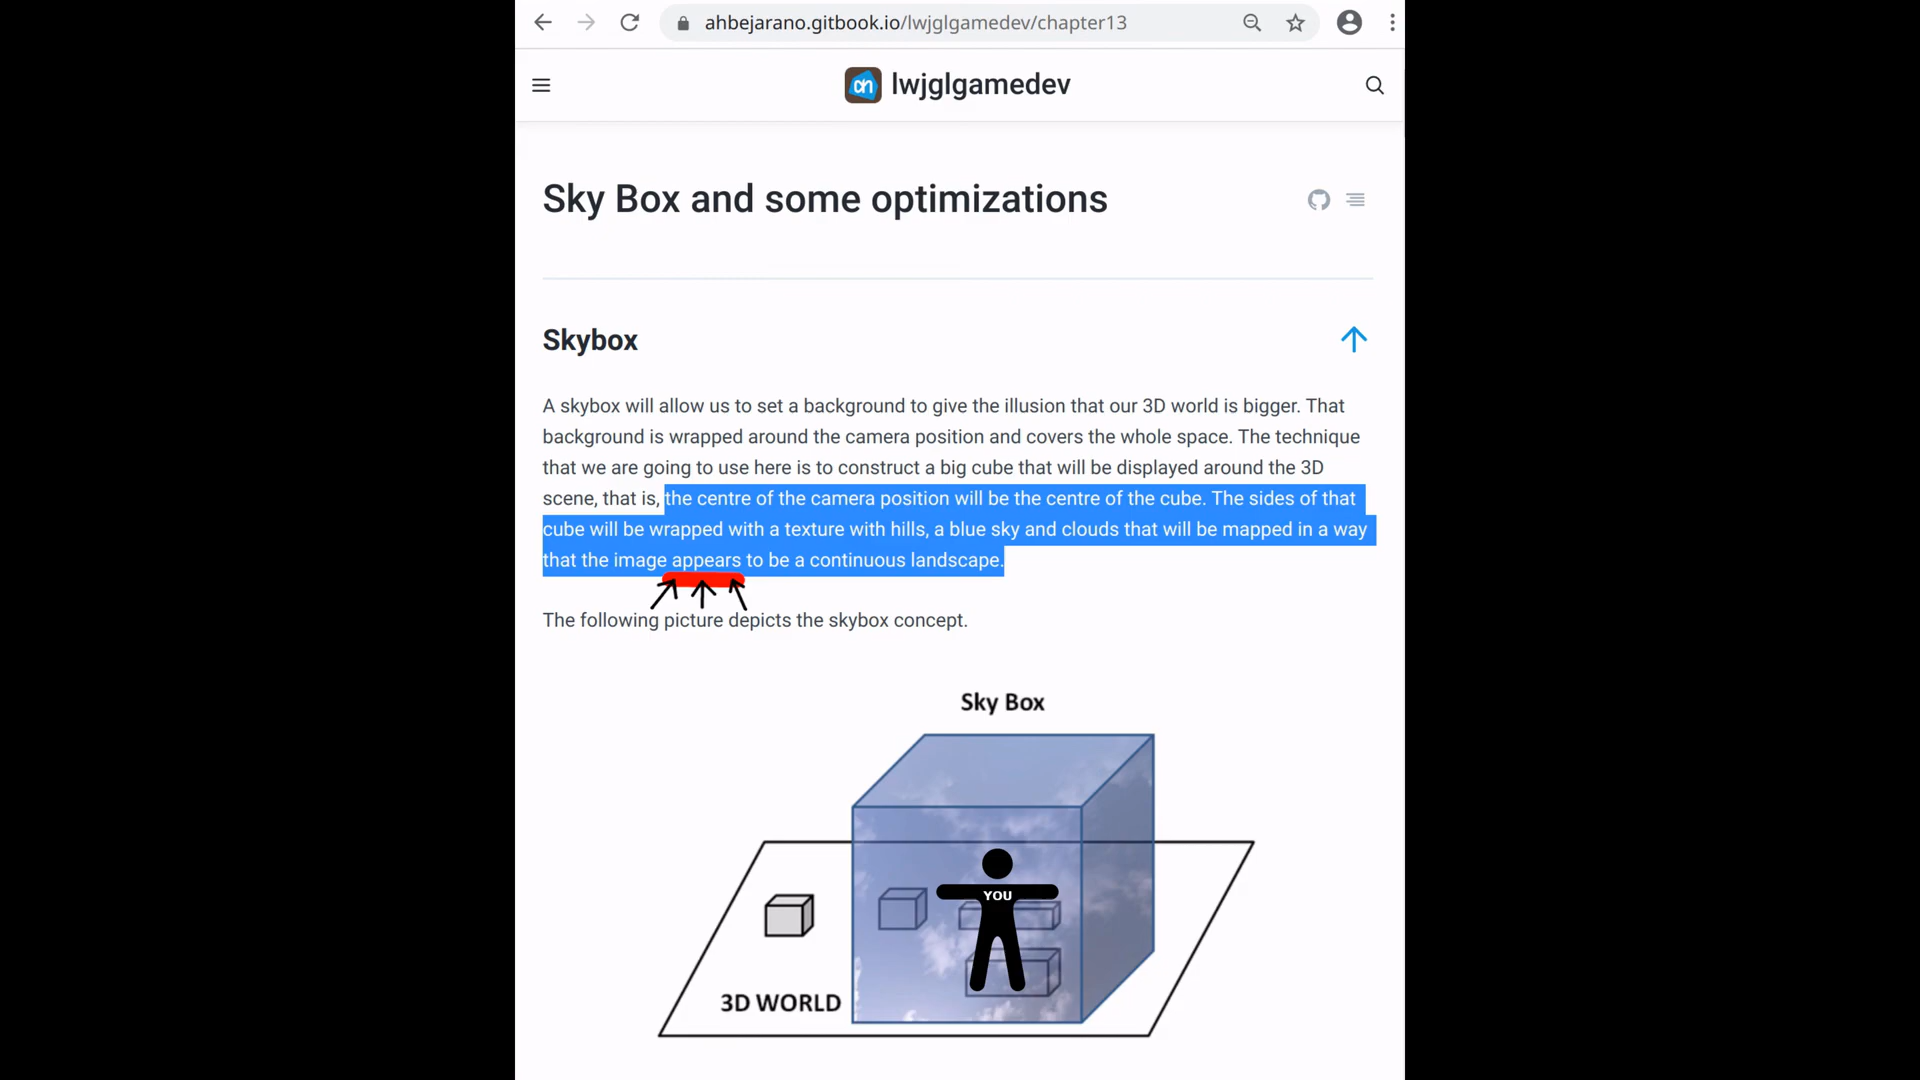 ahbejarano.gitbook.io/lwjglgamedev/chapter13
lwjglgamedev
Sky Box and some optimizations
Skybox
A skybox will allow us to set a background to give the illusion that our 3D world is bigger. That
background is wrapped around the camera position and covers the whole space. The technique
that we are going to use here is to construct a big cube that will be displayed around the 3D
scene, that is, the centre of the camera position will be the centre of the cube. The sides of that
cube will be wrapped with a texture with hills, a blue sky and clouds that will be mapped in a way
that the image appears to be a continuous landscape.
The following picture depicts the skybox concept.
Sky Box
YOU
3D WORLD